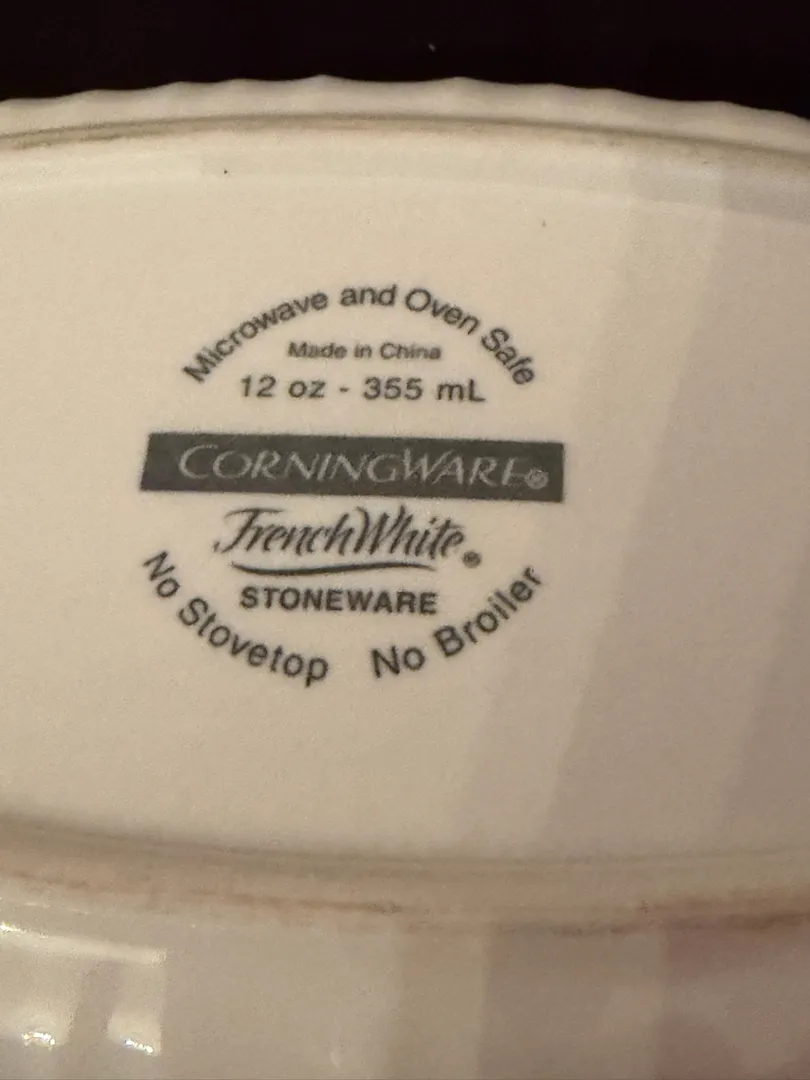 Microwave and Oven Safe
Made in China
12 oz - 355 mL
CORNINGWARE®
FrenchWhite®
STONEWARE
No Stovetop No Broiler